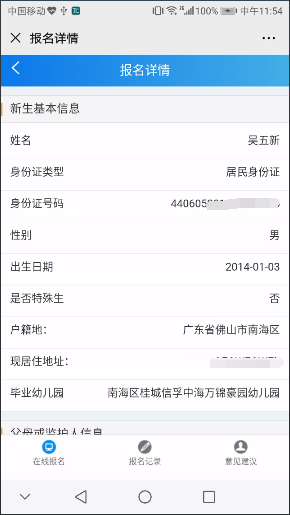 中国移动 100% 中午11:54
报名详情
报名详情
新生基本信息
姓名 吴五新
身份证类型 居民身份证
身份证号码 440605
性别 男
出生日期 2014-01-03
是否特殊生 否
户籍地： 广东省佛山市南海区
现居住地址：
毕业幼儿园 南海区桂城信孚中海万锦豪园幼儿园
父母或监护人信息
在线报名 报名记录 意见建议